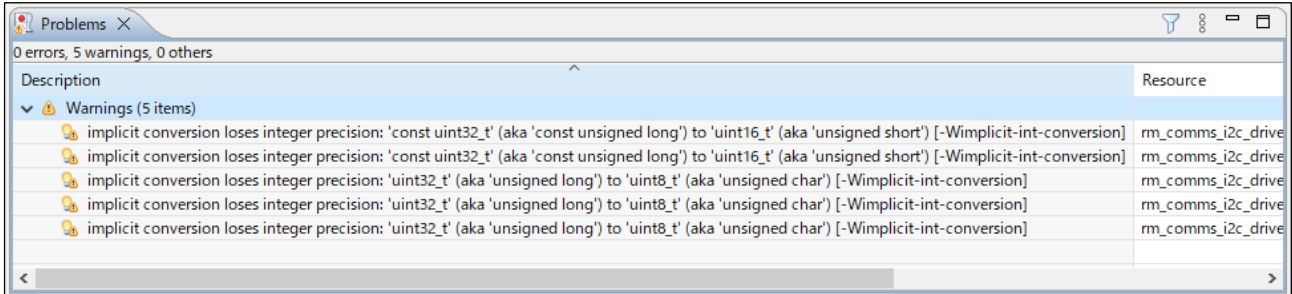 Problems
0 errors, 5 warnings, 0 others
Description Resource
Warnings (5 items)
implicit conversion loses integer precision: 'const uint32_t' (aka 'const unsigned long') to 'uint16_t' (aka 'unsigned short') [-Wimplicit-int-conversion] rm_comms_i2c_drive
implicit conversion loses integer precision: 'const uint32_t' (aka 'const unsigned long') to 'uint16_t' (aka 'unsigned short') [-Wimplicit-int-conversion] rm_comms_i2c_drive
implicit conversion loses integer precision: 'uint32_t' (aka 'unsigned long') to 'uint8_t' (aka 'unsigned char') [-Wimplicit-int-conversion] rm_comms_i2c_drive
implicit conversion loses integer precision: 'uint32_t' (aka 'unsigned long') to 'uint8_t' (aka 'unsigned char') [-Wimplicit-int-conversion] rm_comms_i2c_drive
implicit conversion loses integer precision: 'uint32_t' (aka 'unsigned long') to 'uint8_t' (aka 'unsigned char') [-Wimplicit-int-conversion] rm_comms_i2c_drive